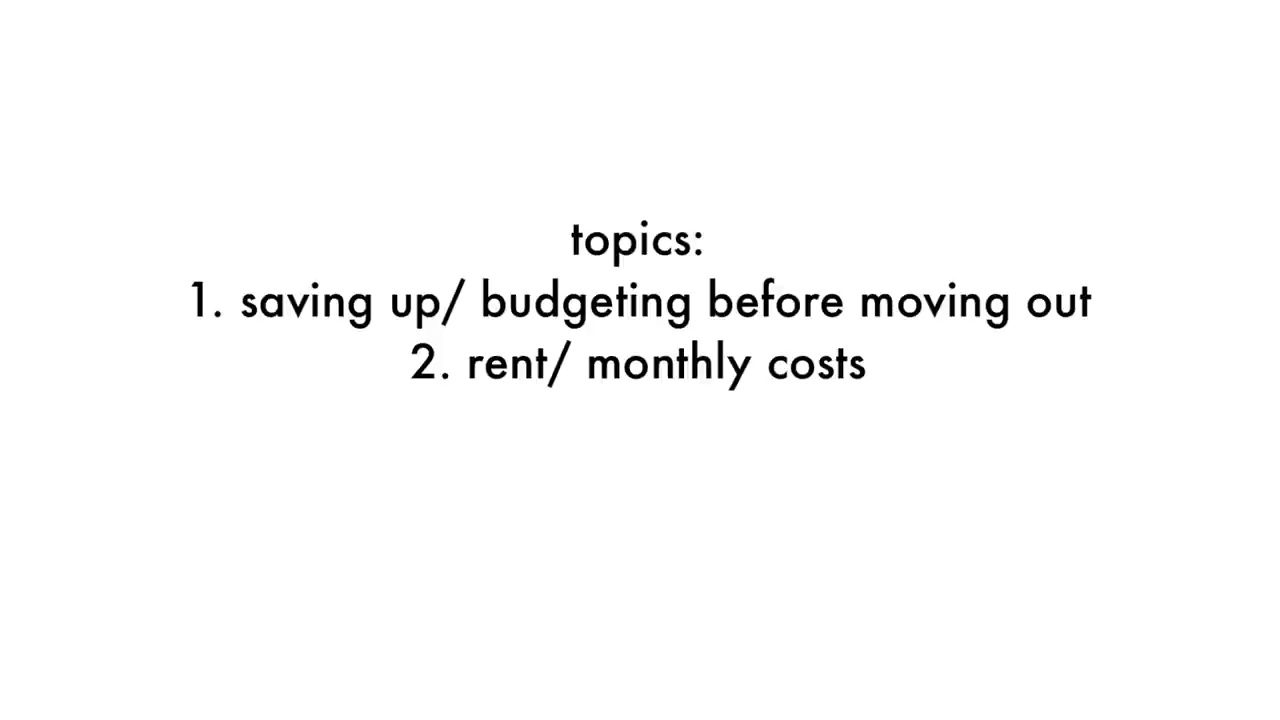 topics:
1. saving up/ budgeting before moving out
2. rent/ monthly costs